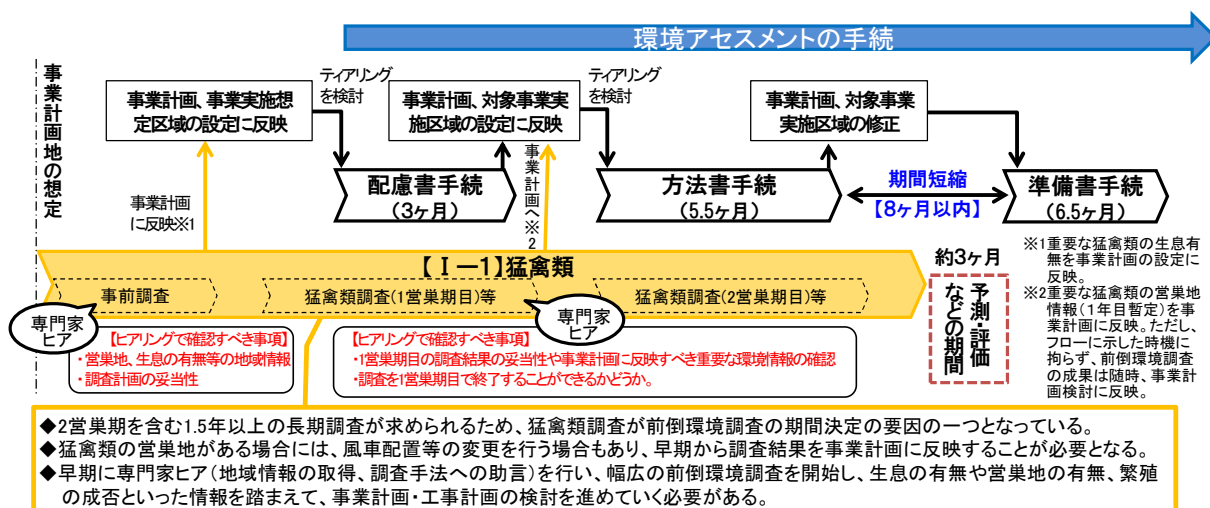 環境アセスメントの手続
事業計画地の想定
事業計画、事業実施想
定区域の設定に反映
ティアリング
を検討
事業計画、対象事業実
施区域の設定に反映
ティアリング
を検討
事業計画、対象事業
実施区域の修正
配慮書手続
(3ヶ月)
方法書手続
(5.5ヶ月)
期間短縮
【8ヶ月以内】
準備書手続
(6.5ヶ月)
事業計画
に反映※1
事業計画へ※2
【Ⅰ-1】猛禽類
事前調査
猛禽類調査(1営巣期目)等
猛禽類調査(2営巣期目)等
専門家
ヒア
専門家
ヒア
【ヒアリングで確認すべき事項】
・営巣地、生息の有無等の地域情報
・調査計画の妥当性
【ヒアリングで確認すべき事項】
・1営巣期目の調査結果の妥当性や事業計画に反映すべき重要な環境情報の確認
・調査を1営巣期目で終了することができるかどうか。
約3ヶ月
予測・評価
などの期間
※1重要な猛禽類の生息有
無を事業計画の設定に
反映。
※2重要な猛禽類の営巣地
情報(1年目暫定)を事
業計画に反映。ただし、
フローに示した時機に
拘らず、前倒環境調査
の成果は随時、事業計
画検討に反映。
◆2営巣期を含む1.5年以上の長期調査が求められるため、猛禽類調査が前倒環境調査の期間決定の要因の一つとなっている。
◆猛禽類の営巣地がある場合には、風車配置等の変更を行う場合もあり、早期から調査結果を事業計画に反映することが必要となる。
◆早期に専門家ヒア(地域情報の取得、調査手法への助言)を行い、幅広の前倒環境調査を開始し、生息の有無や営巣地の有無、繁殖
の成否といった情報を踏まえて、事業計画・工事計画の検討を進めていく必要がある。